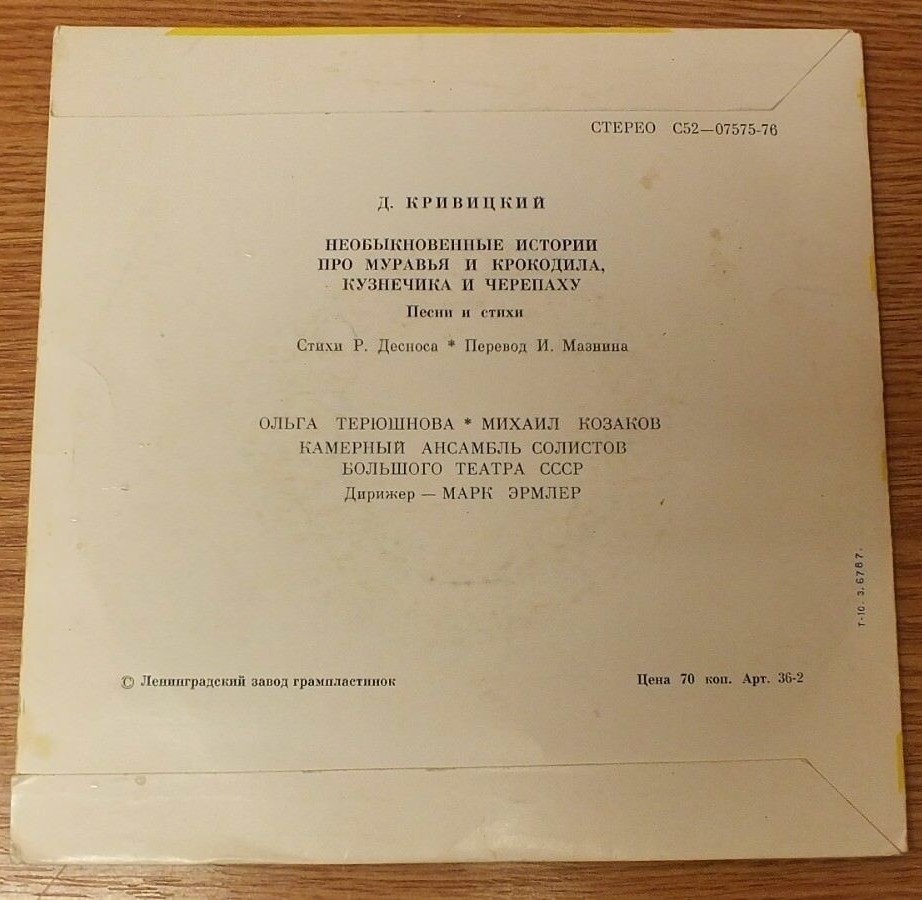 СТЕРЕО С52—07575-76
Д. КРИВИЦКИЙ
НЕОБЫКНОВЕННЫЕ ИСТОРИИ
ПРО МУРАВЬЯ И КРОКОДИЛА,
КУЗНЕЧИКА И ЧЕРЕПАХУ
Песни и стихи
Стихи Р. Десноса * Перевод И. Мазнина
ОЛЬГА ТЕРЮШНОВА * МИХАИЛ КОЗАКОВ
КАМЕРНЫЙ АНСАМБЛЬ СОЛИСТОВ
БОЛЬШОГО ТЕАТРА СССР
Дирижер — МАРК ЭРМЛЕР
Т-10. З. 6787.
© Ленинградский завод грампластинок
Цена 70 коп. Арт. 36-2